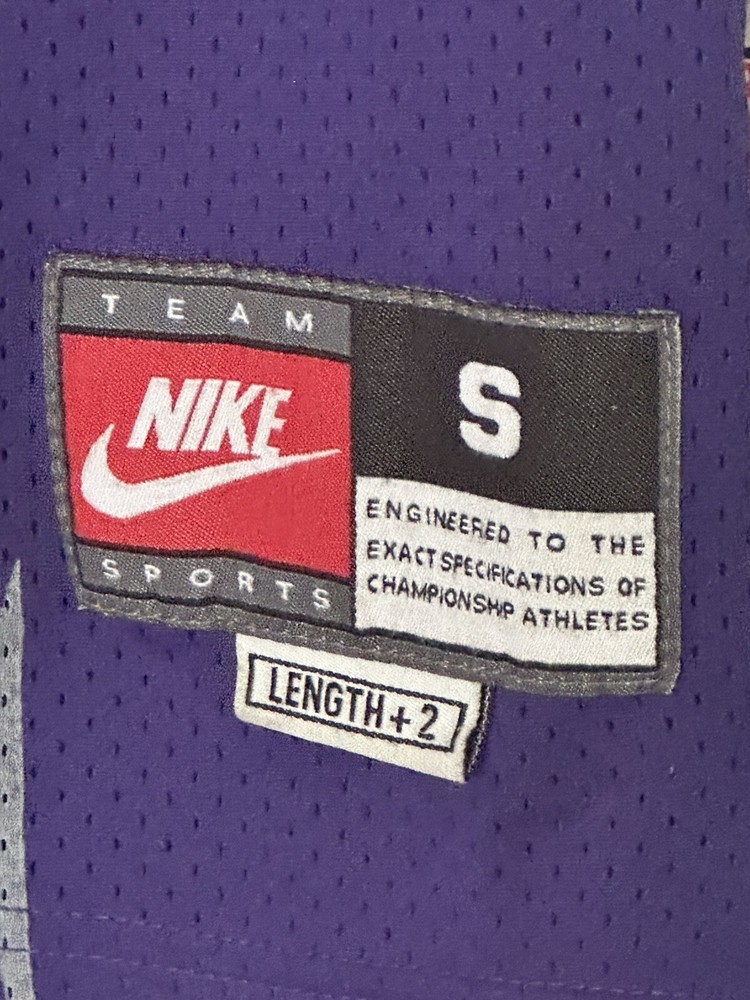 TEAM
NIKE
SPORTS
S
ENGINEERED TO THE
EXACT SPECIFICATIONS OF
CHAMPIONSHIP ATHLETES
LENGTH + 2